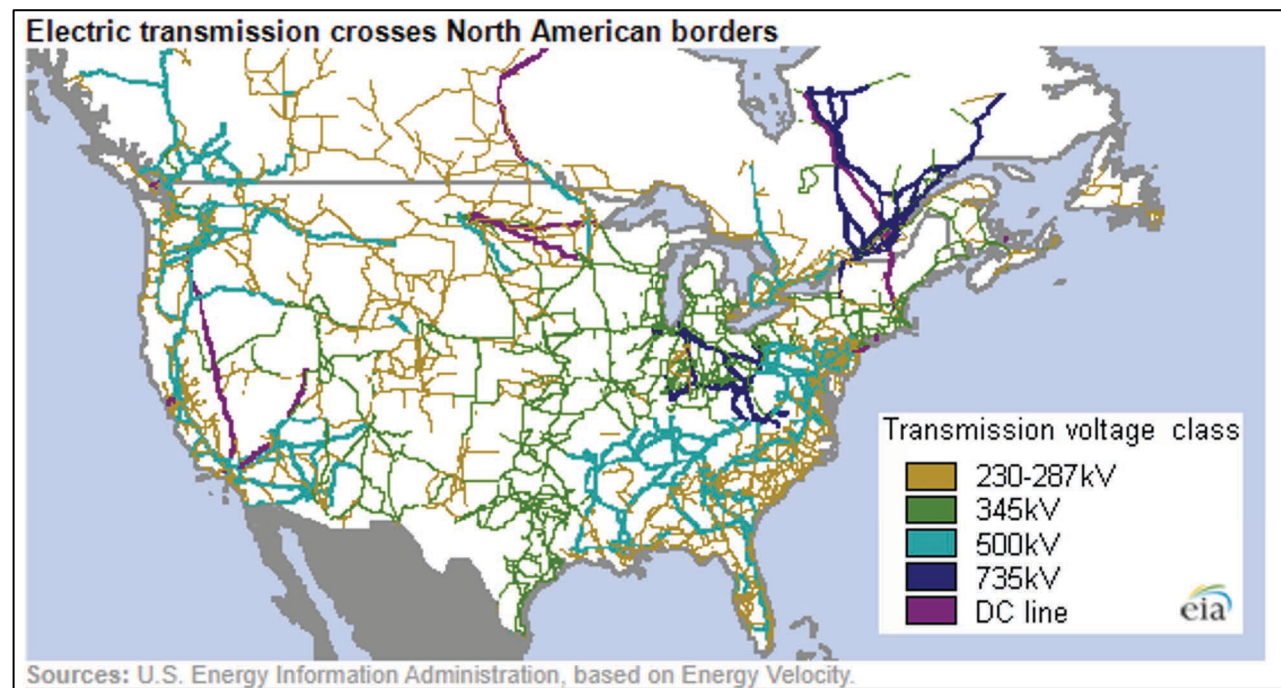 Electric transmission crosses North American borders
Transmission voltage class
230-287kV
345kV
500kV
735kV
DC line
eia
Sources: U.S. Energy Information Administration, based on Energy Velocity.